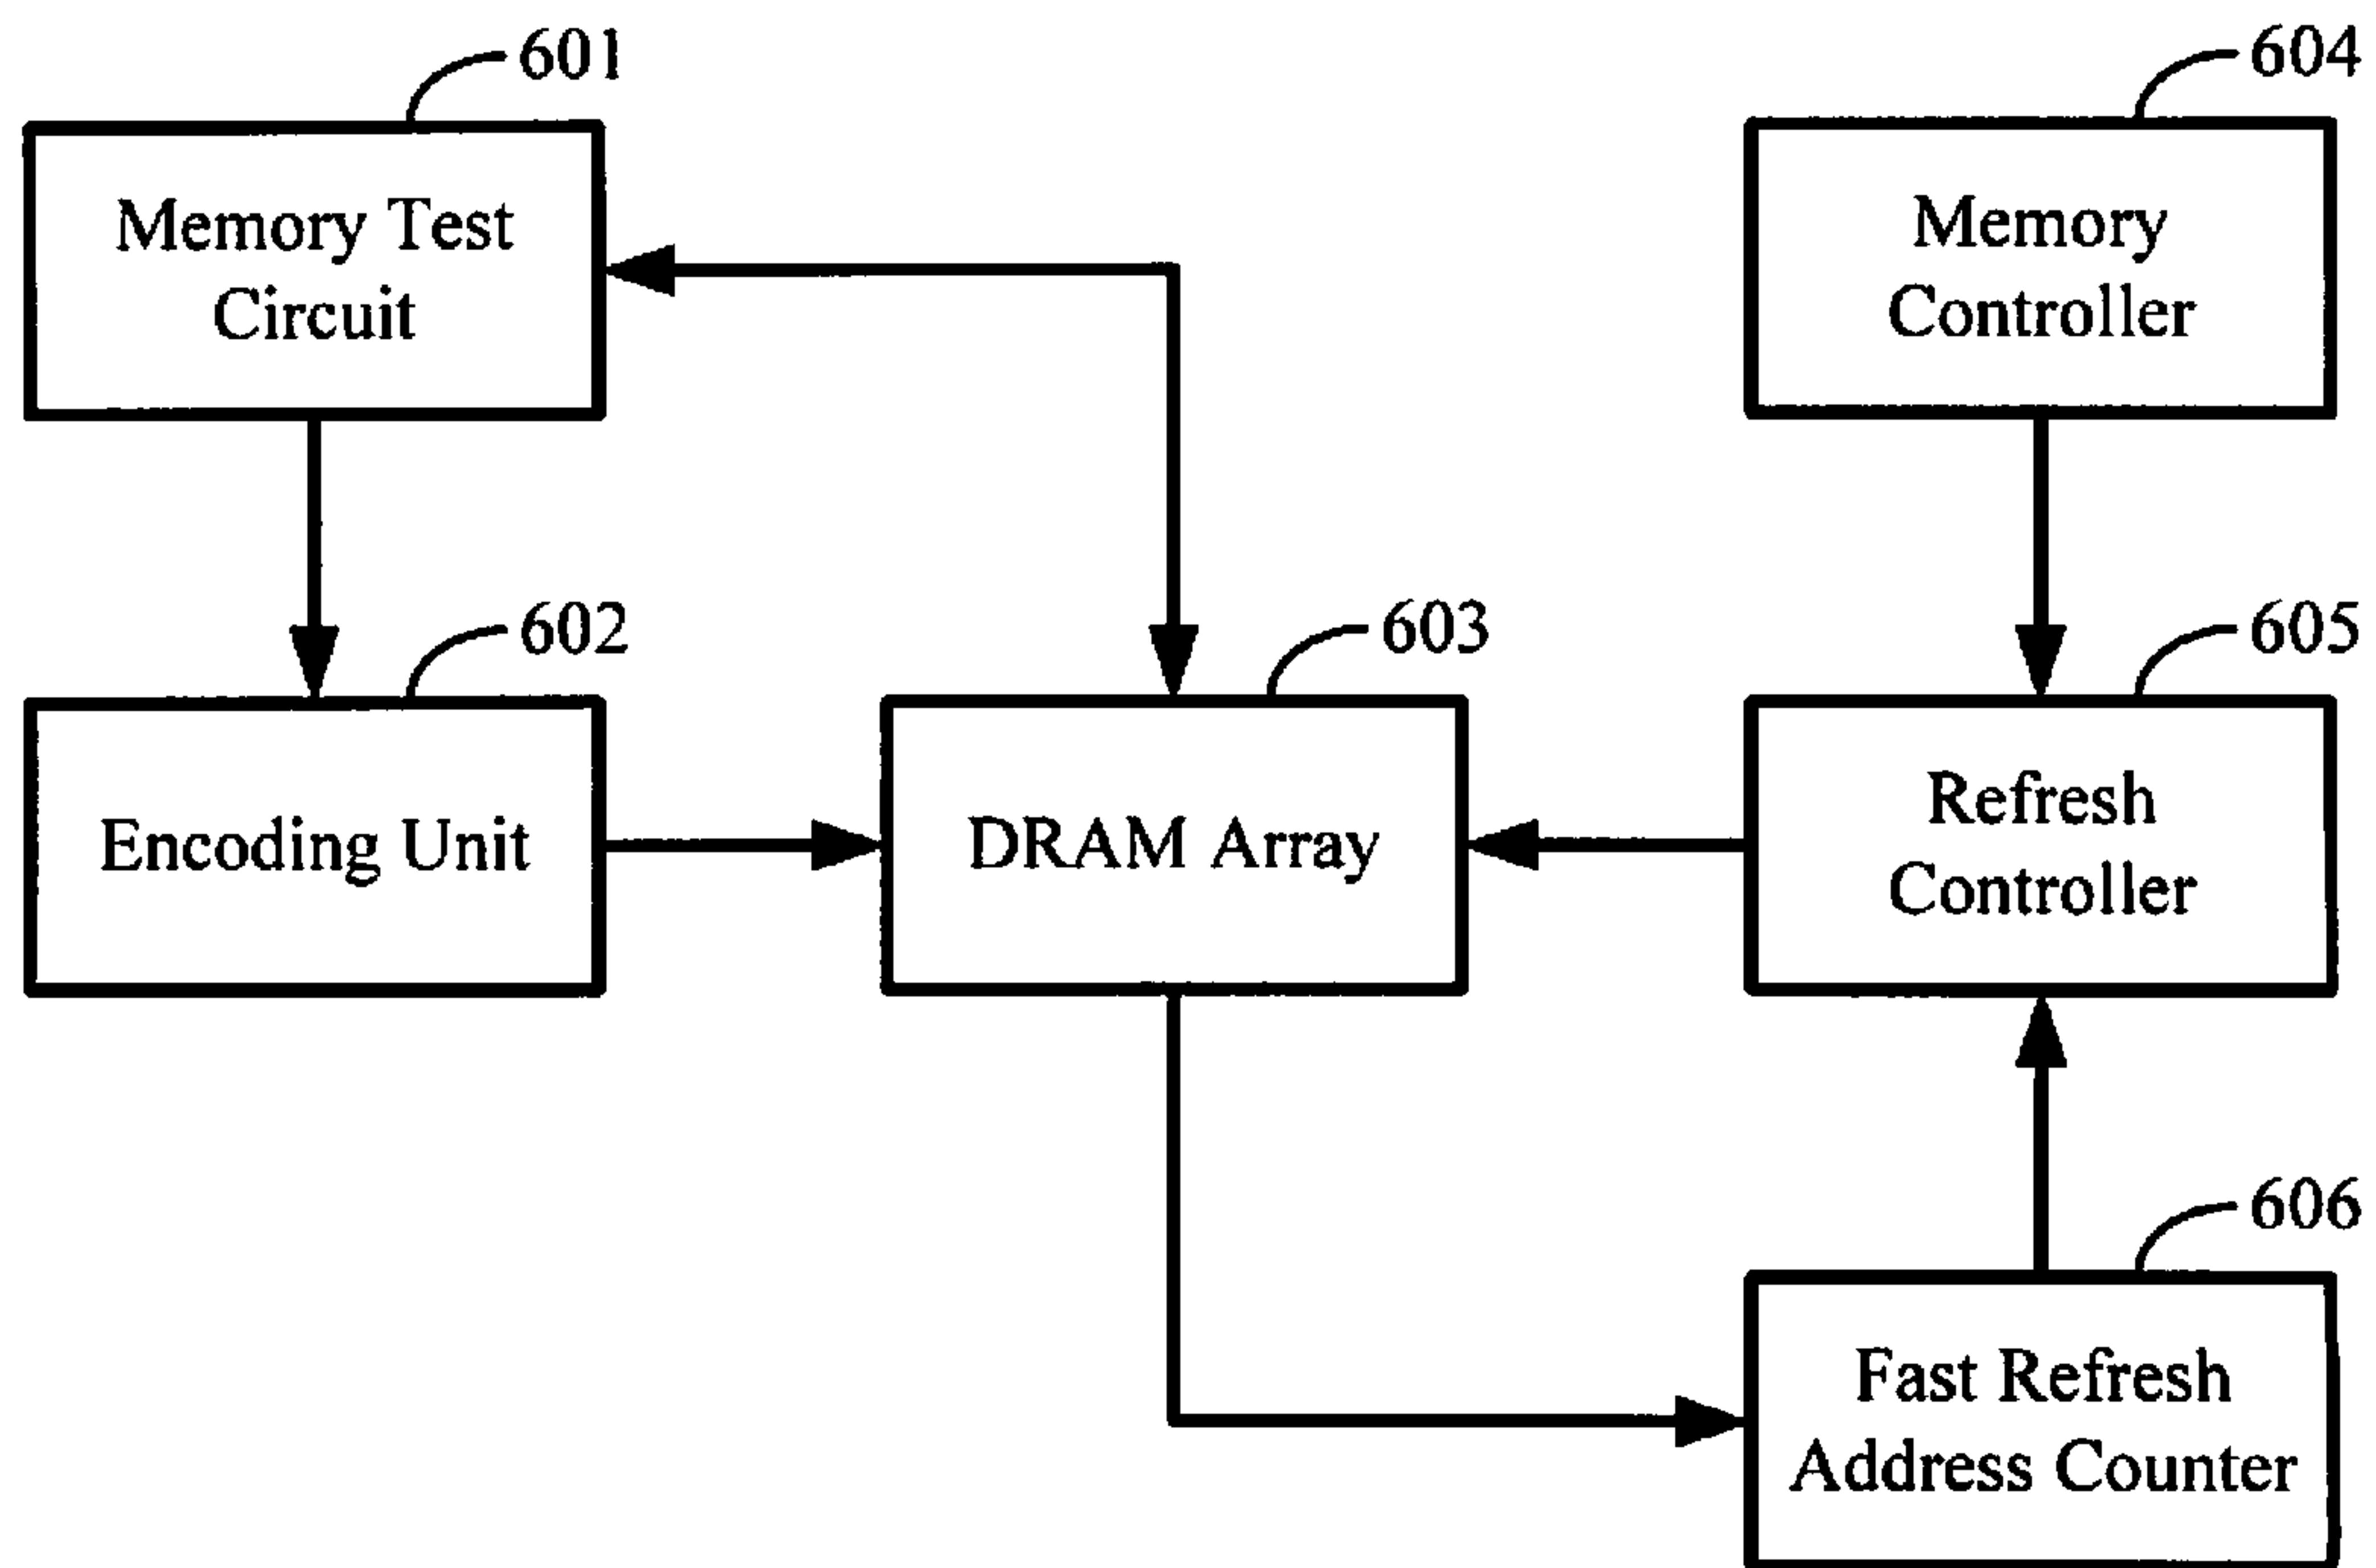 601
Memory Test
Circuit
604
Memory
Controller
602
Encoding Unit
603
DRAM Array
605
Refresh
Controller
606
Fast Refresh
Address Counter